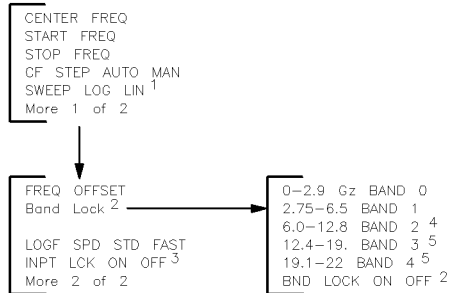 CENTER FREQ
START FREQ
STOP FREQ
CF STEP AUTO MAN
SWEEP LOG LIN 1
More 1 of 2
FREQ OFFSET
Band Lock 2
LOGF SPD STD FAST
INPT LCK ON OFF 3
More 2 of 2
0-2.9 Gz BAND 0
2.75-6.5 BAND 1
6.0-12.8 BAND 2 4
12.4-19. BAND 3 5
19.1-22 BAND 4 5
BND LOCK ON OFF 2